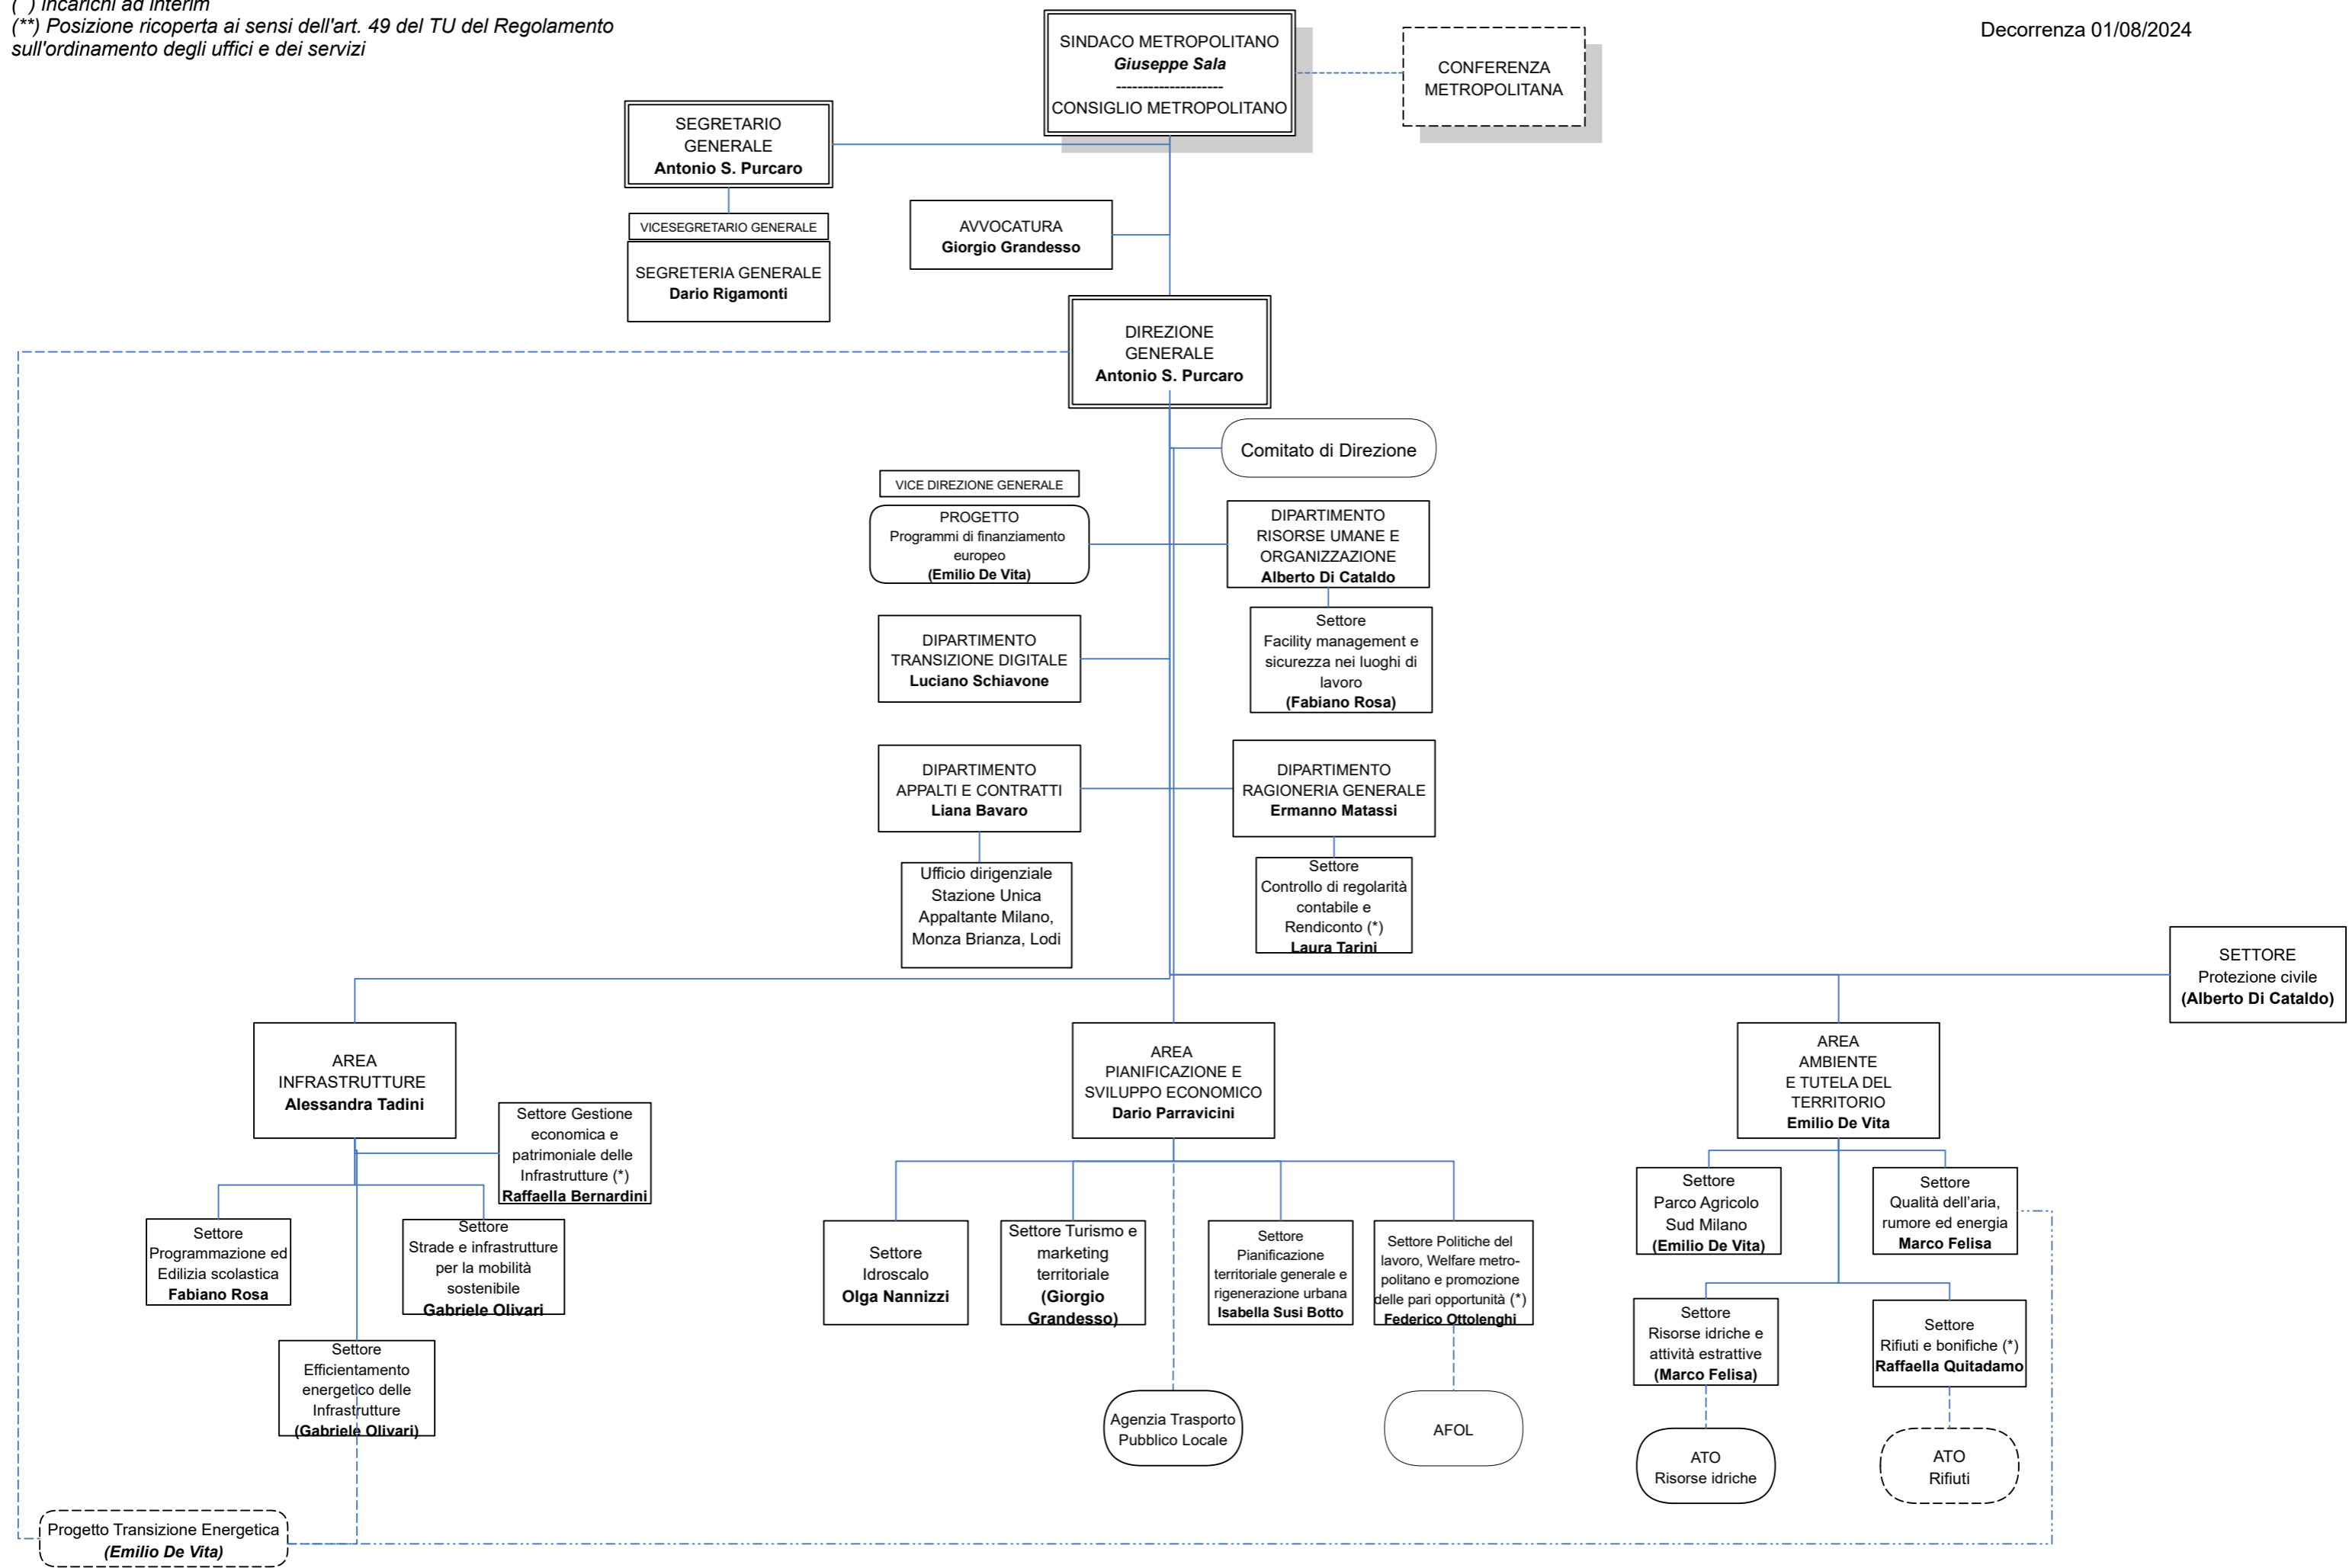 ( ) Incarichi ad interim
(**) Posizione ricoperta ai sensi dell'art. 49 del TU del Regolamento
sull'ordinamento degli uffici e dei servizi
Decorrenza 01/08/2024
SINDACO METROPOLITANO
Giuseppe Sala
--------------------
CONSIGLIO METROPOLITANO
CONFERENZA
METROPOLITANA
SEGRETARIO
GENERALE
Antonio S. Purcaro
VICESEGRETARIO GENERALE
SEGRETERIA GENERALE
Dario Rigamonti
AVVOCATURA
Giorgio Grandesso
DIREZIONE
GENERALE
Antonio S. Purcaro
Comitato di Direzione
VICE DIREZIONE GENERALE
PROGETTO
Programmi di finanziamento
europeo
(Emilio De Vita)
DIPARTIMENTO
RISORSE UMANE E
ORGANIZZAZIONE
Alberto Di Cataldo
Settore
Facility management e
sicurezza nei luoghi di
lavoro
(Fabiano Rosa)
DIPARTIMENTO
TRANSIZIONE DIGITALE
Luciano Schiavone
DIPARTIMENTO
APPALTI E CONTRATTI
Liana Bavaro
DIPARTIMENTO
RAGIONERIA GENERALE
Ermanno Matassi
Ufficio dirigenziale
Stazione Unica
Appaltante Milano,
Monza Brianza, Lodi
Settore
Controllo di regolarità
contabile e
Rendiconto (*)
Laura Tarini
SETTORE
Protezione civile
(Alberto Di Cataldo)
AREA
INFRASTRUTTURE
Alessandra Tadini
Settore Gestione
economica e
patrimoniale delle
Infrastrutture (*)
Raffaella Bernardini
Settore
Programmazione ed
Edilizia scolastica
Fabiano Rosa
Settore
Strade e infrastrutture
per la mobilità
sostenibile
Gabriele Olivari
Settore
Efficientamento
energetico delle
Infrastrutture
(Gabriele Olivari)
AREA
PIANIFICAZIONE E
SVILUPPO ECONOMICO
Dario Parravicini
Settore
Idroscalo
Olga Nannizzi
Settore Turismo e
marketing
territoriale
(Giorgio
Grandesso)
Settore
Pianificazione
territoriale generale e
rigenerazione urbana
Isabella Susi Botto
Settore Politiche del
lavoro, Welfare metro-
politano e promozione
delle pari opportunità (*)
Federico Ottolenghi
Agenzia Trasporto
Pubblico Locale
AFOL
AREA
AMBIENTE
E TUTELA DEL
TERRITORIO
Emilio De Vita
Settore
Parco Agricolo
Sud Milano
(Emilio De Vita)
Settore
Qualità dell'aria,
rumore ed energia
Marco Felisa
Settore
Risorse idriche e
attività estrattive
(Marco Felisa)
Settore
Rifiuti e bonifiche (*)
Raffaella Quitadamo
ATO
Risorse idriche
ATO
Rifiuti
Progetto Transizione Energetica
(Emilio De Vita)